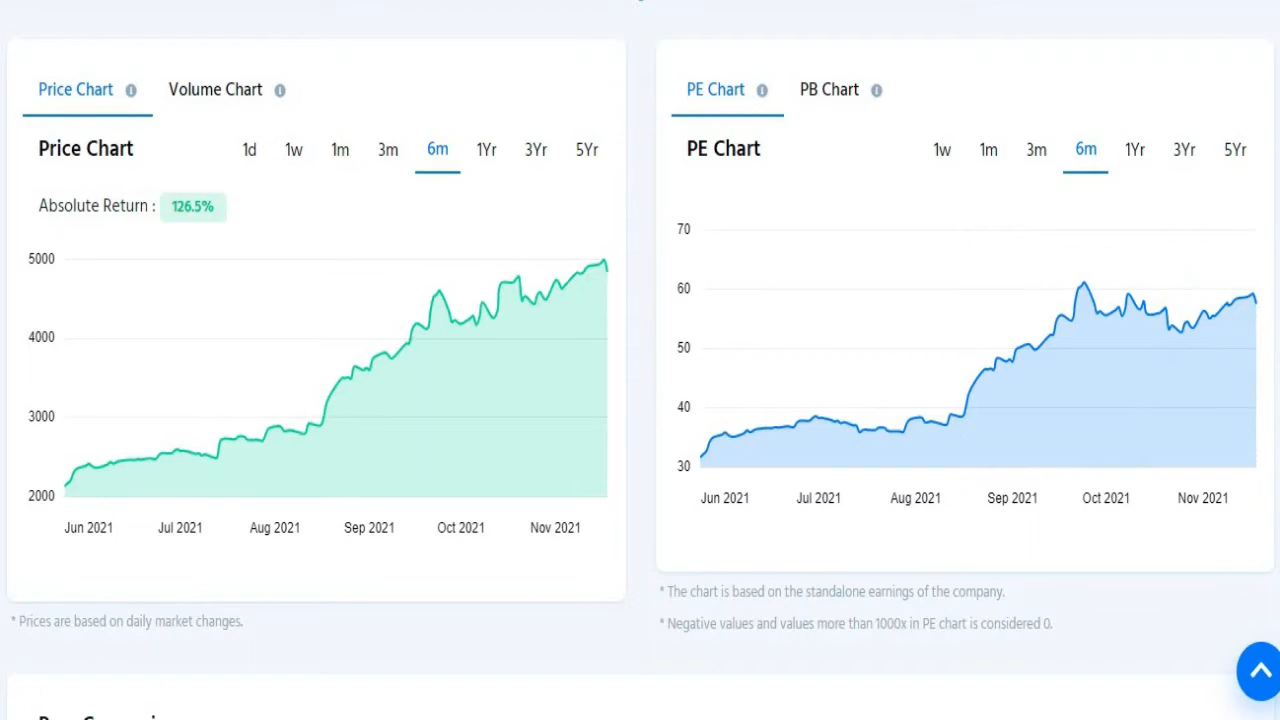 Price Chart Volume Chart
Price Chart 1d 1w 1m 3m 6m 1Yr 3Yr 5Yr
Absolute Return : 126.5%
5000
4000
3000
2000
Jun 2021 Jul 2021 Aug 2021 Sep 2021 Oct 2021 Nov 2021
* Prices are based on daily market changes.
PE Chart PB Chart
PE Chart 1w 1m 3m 6m 1Yr 3Yr 5Yr
70
60
50
40
30
Jun 2021 Jul 2021 Aug 2021 Sep 2021 Oct 2021 Nov 2021
* The chart is based on the standalone earnings of the company.
* Negative values and values more than 1000x in PE chart is considered 0.